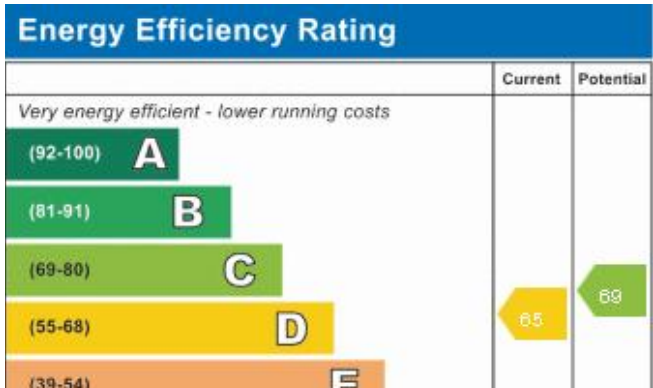 Energy Efficiency Rating
Current Potential
Very energy efficient - lower running costs
(92-100) A
(81-91) B
(69-80) C
69
(55-68) D
65
(39-54) E